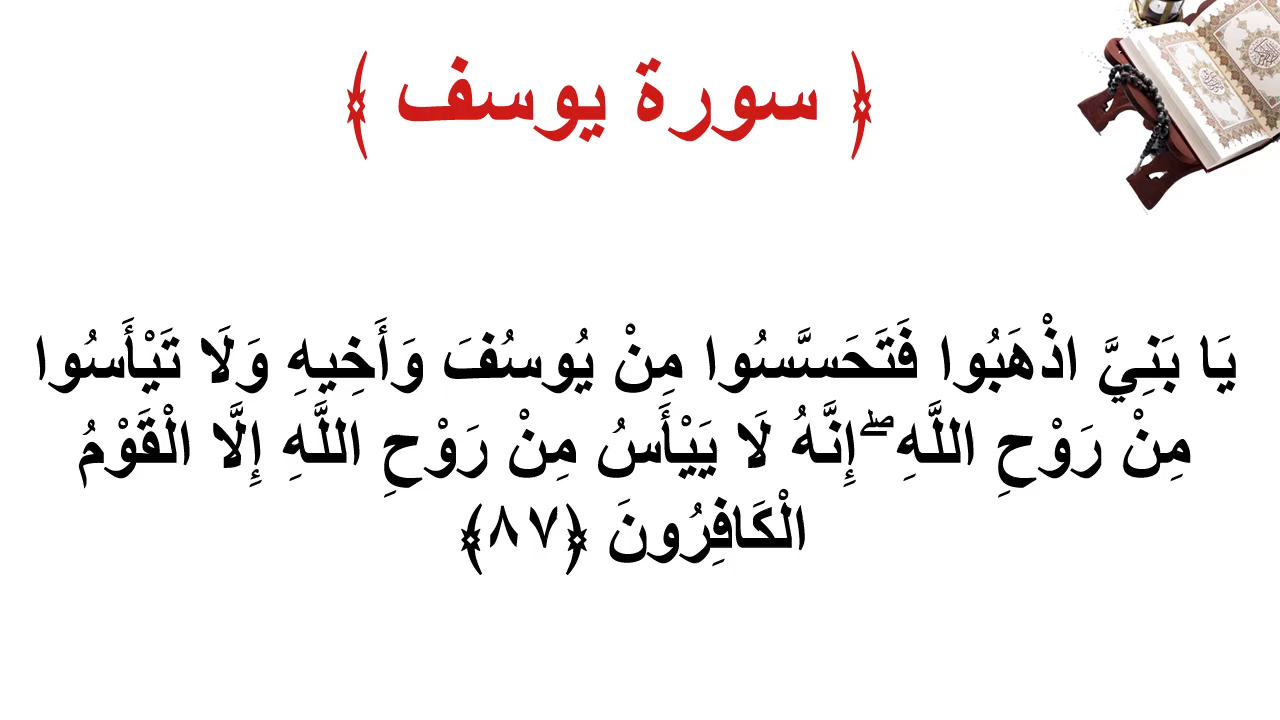 ﴿ سورة يوسف ﴾
يَا بَنِيَّ اذْهَبُوا فَتَحَسَّسُوا مِنْ يُوسُفَ وَأَخِيهِ وَلَا تَيْأَسُوا
مِنْ رَوْحِ اللَّهِ ۖ إِنَّهُ لَا يَيْأَسُ مِنْ رَوْحِ اللَّهِ إِلَّا الْقَوْمُ
الْكَافِرُونَ ﴿٨٧﴾